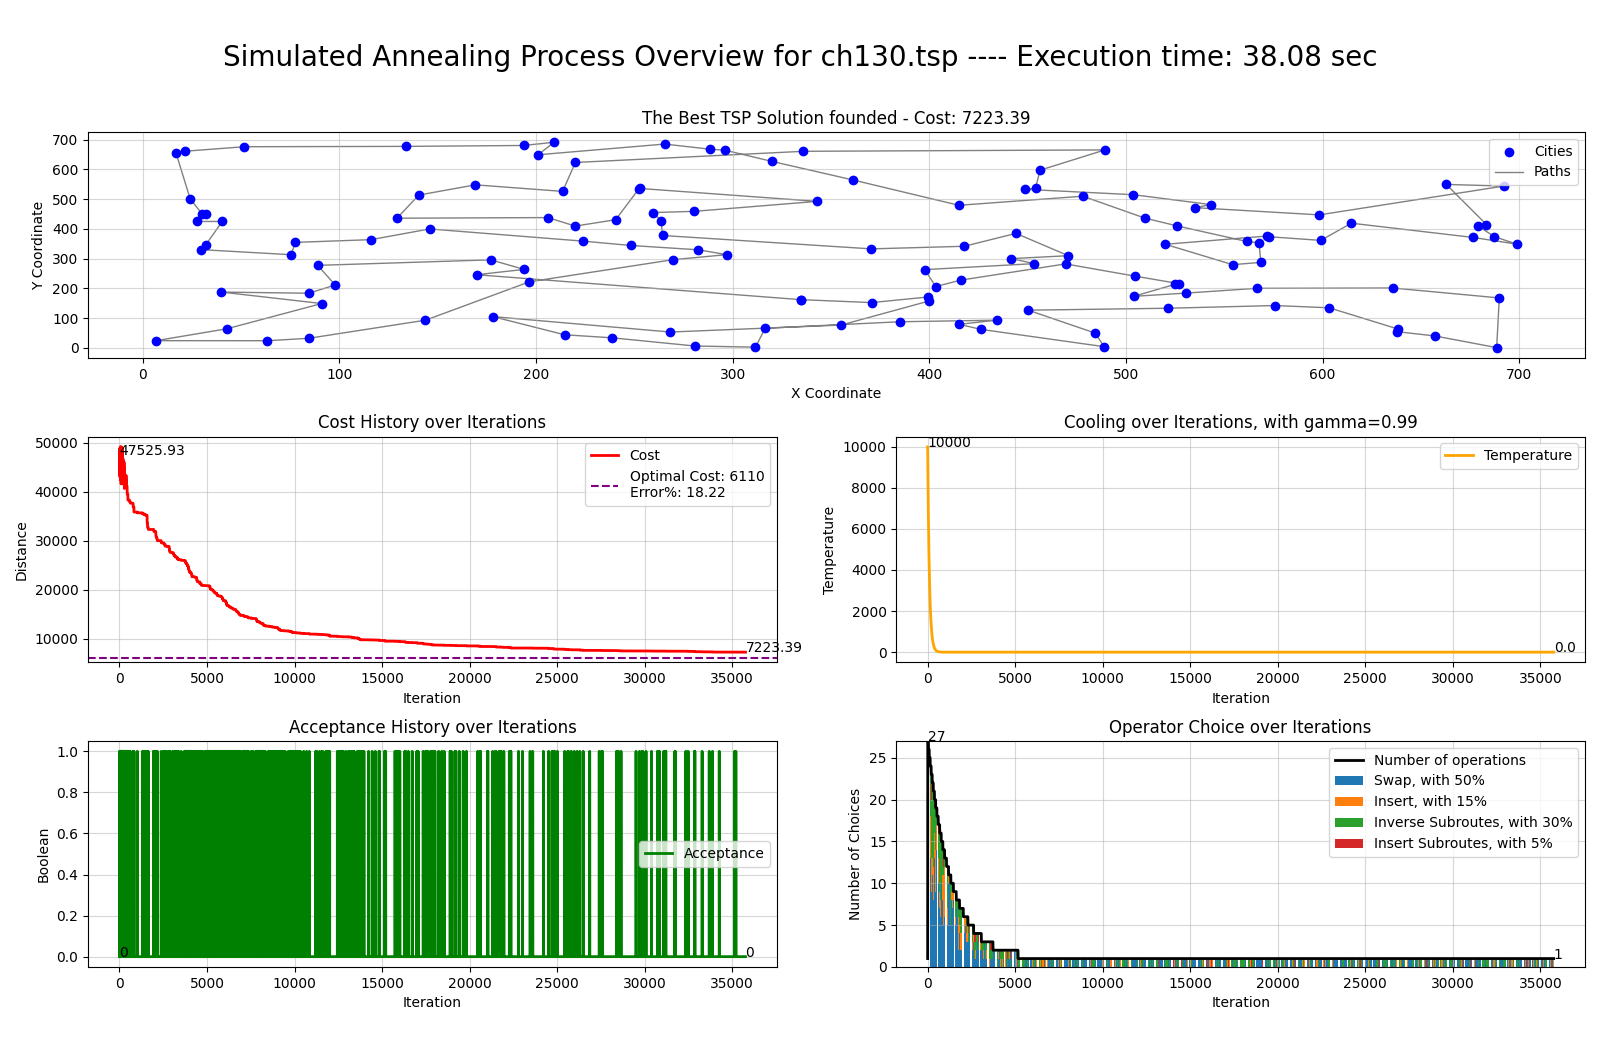 Simulated Annealing Process Overview for ch130.tsp ---- Execution time: 38.08 sec
The Best TSP Solution founded - Cost: 7223.39
Y Coordinate
700
600
500
400
300
200
100
0
Cities
Paths
0 100 200 300 400 500 600 700
X Coordinate
Cost History over Iterations
Distance
50000
40000
30000
20000
10000
47525.93
Cost
Optimal Cost: 6110
Error%: 18.22
7223.39
0 5000 10000 15000 20000 25000 30000 35000
Iteration
Cooling over Iterations, with gamma=0.99
Temperature
10000
8000
6000
4000
2000
0
10000
Temperature
0.0
0 5000 10000 15000 20000 25000 30000 35000
Iteration
Acceptance History over Iterations
Boolean
1.0
0.8
0.6
0.4
0.2
0.0
Acceptance
0
0
0 5000 10000 15000 20000 25000 30000 35000
Iteration
Operator Choice over Iterations
Number of Choices
25
20
15
10
5
0
27
Number of operations
Swap, with 50%
Insert, with 15%
Inverse Subroutes, with 30%
Insert Subroutes, with 5%
1
0 5000 10000 15000 20000 25000 30000 35000
Iteration